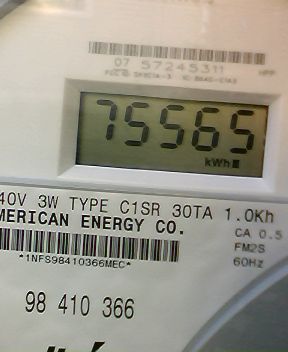 07 57245311
75565
kWh
40V 3W TYPE C1SR 30TA 1.0Kh
MERICAN ENERGY CO.
CA 0.5
FM2S
*1NFS98410366MEC*
60Hz
98 410 366